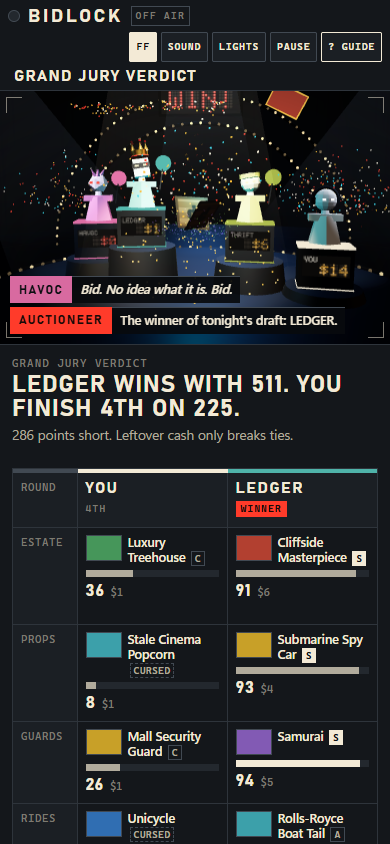 BIDLOCK OFF AIR
FF SOUND LIGHTS PAUSE ? GUIDE
GRAND JURY VERDICT
WIN!
LEDGER
THRIFT
$1
$6
YOU
$14
HAVOC Bid. No idea what it is. Bid.
AUCTIONEER The winner of tonight's draft: LEDGER.
GRAND JURY VERDICT
LEDGER WINS WITH 511. YOU
FINISH 4TH ON 225.
286 points short. Leftover cash only breaks ties.
ROUND YOU LEDGER
4TH WINNER
ESTATE Luxury Treehouse C Cliffside Masterpiece S
36 $1 91 $6
PROPS Stale Cinema Popcorn CURSED Submarine Spy Car S
8 $1 93 $4
GUARDS Mall Security Guard C Samurai S
26 $1 94 $5
RIDES Unicycle CURSED Rolls-Royce Boat Tail A